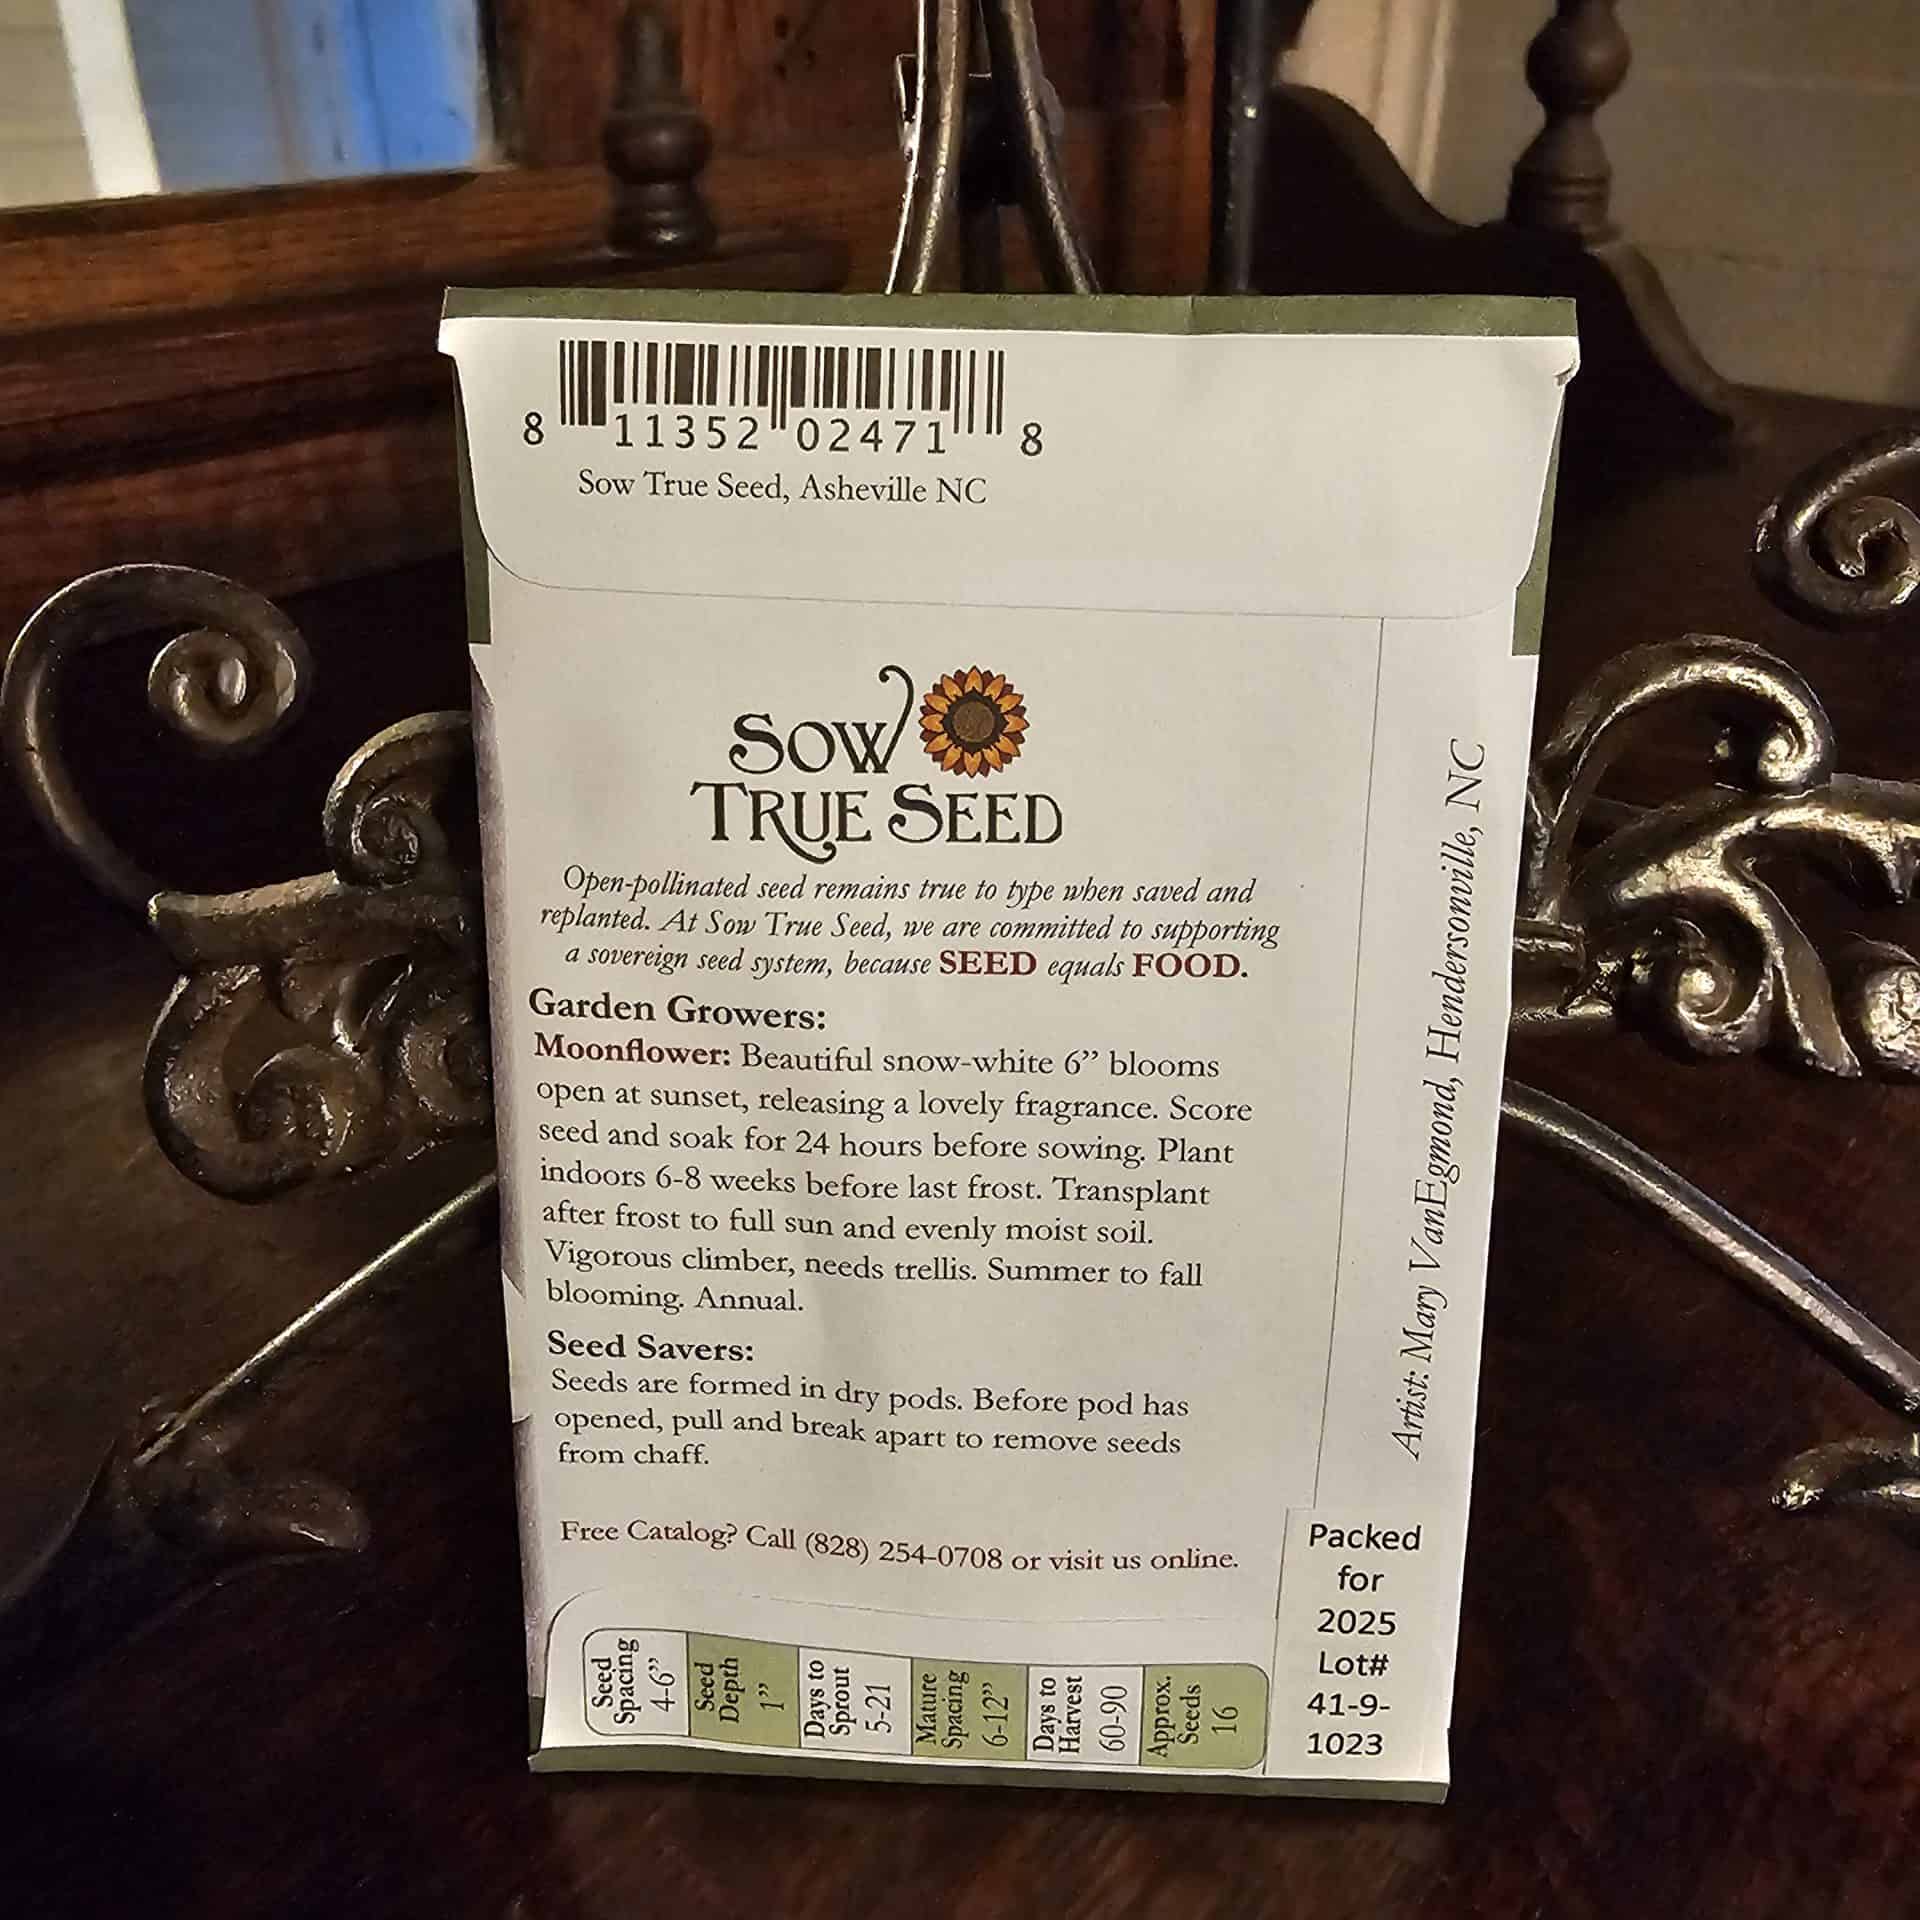 8 11352 02471 8
Sow True Seed, Asheville NC
SOW
TRUE SEED
Open-pollinated seed remains true to type when saved and
replanted. At Sow True Seed, we are committed to supporting
a sovereign seed system, because SEED equals FOOD.
Garden Growers:
Moonflower: Beautiful snow-white 6” blooms
open at sunset, releasing a lovely fragrance. Score
seed and soak for 24 hours before sowing. Plant
indoors 6-8 weeks before last frost. Transplant
after frost to full sun and evenly moist soil.
Vigorous climber, needs trellis. Summer to fall
blooming. Annual.
Seed Savers:
Seeds are formed in dry pods. Before pod has
opened, pull and break apart to remove seeds
from chaff.
Free Catalog? Call (828) 254-0708 or visit us online.
Seed
Spacing
4-6”
Seed
Depth
1”
Days to
Sprout
5-21
Mature
Spacing
6-12”
Days to
Harvest
60-90
Approx.
Seeds
16
Artist: Mary VanEgmond, Hendersonville, NC
Packed
for
2025
Lot#
41-9-
1023